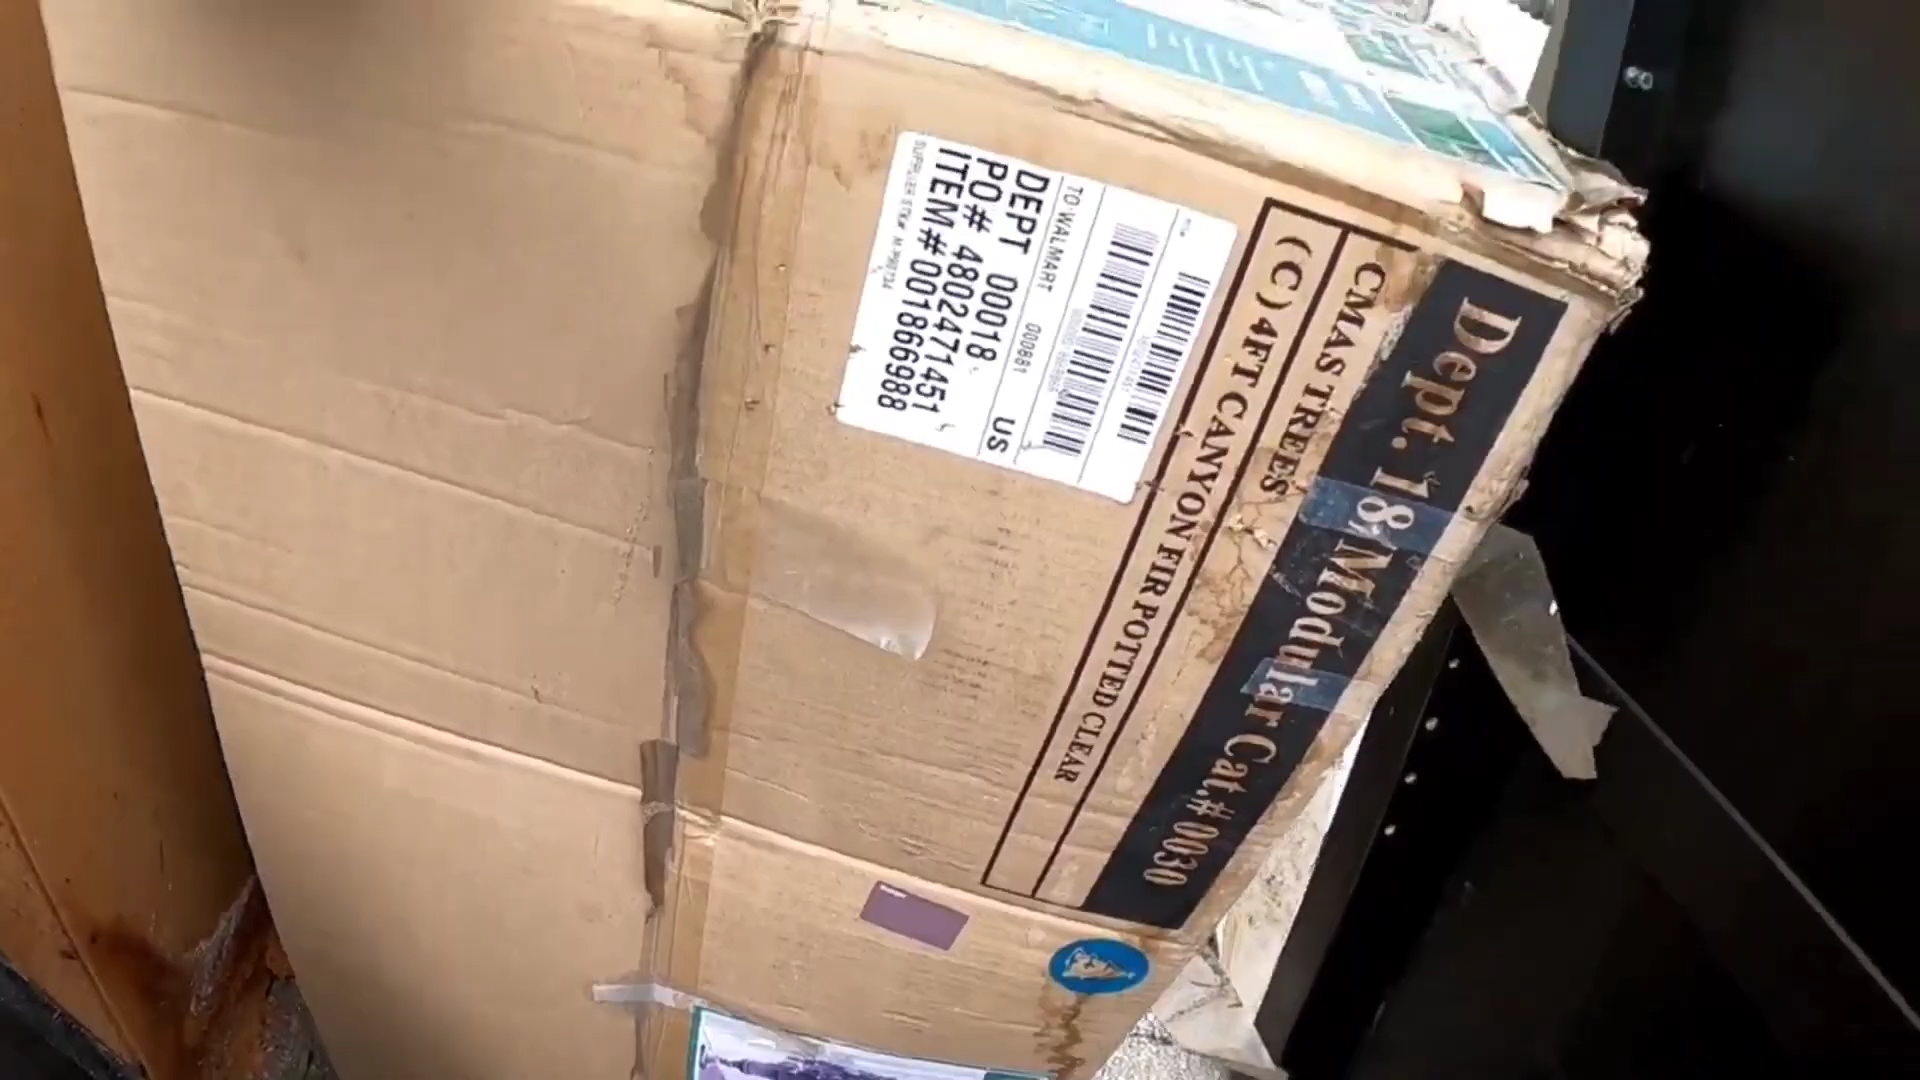 TO: WALMART
DEPT 00018 000881 US
PO# 4802471451
ITEM# 001866988
Dept. 18 Modular Cat.# 0030
CMAS TREES
(C) 4FT CANYON FIR POTTED CLEAR